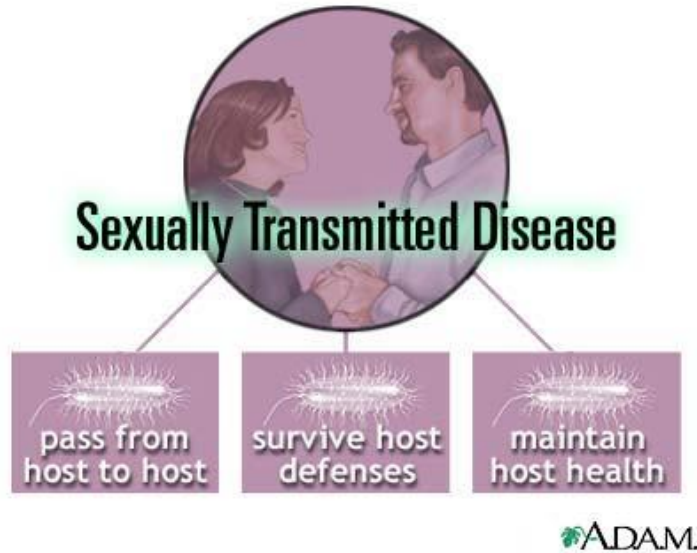 Sexually Transmitted Disease
pass from
host to host
survive host
defenses
maintain
host health
A.D.A.M.